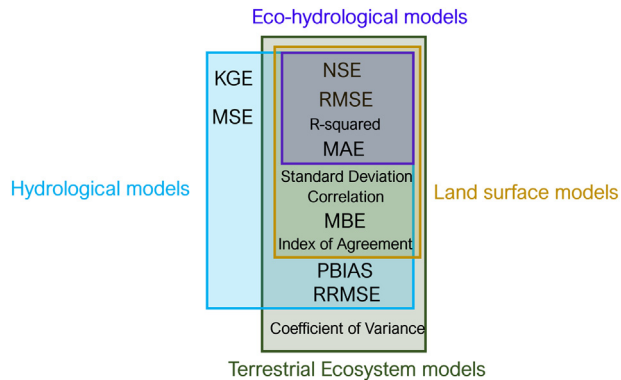 Eco-hydrological models
KGE
MSE
NSE
RMSE
R-squared
MAE
Hydrological models
Standard Deviation
Correlation
MBE
Index of Agreement
Land surface models
PBIAS
RRMSE
Coefficient of Variance
Terrestrial Ecosystem models